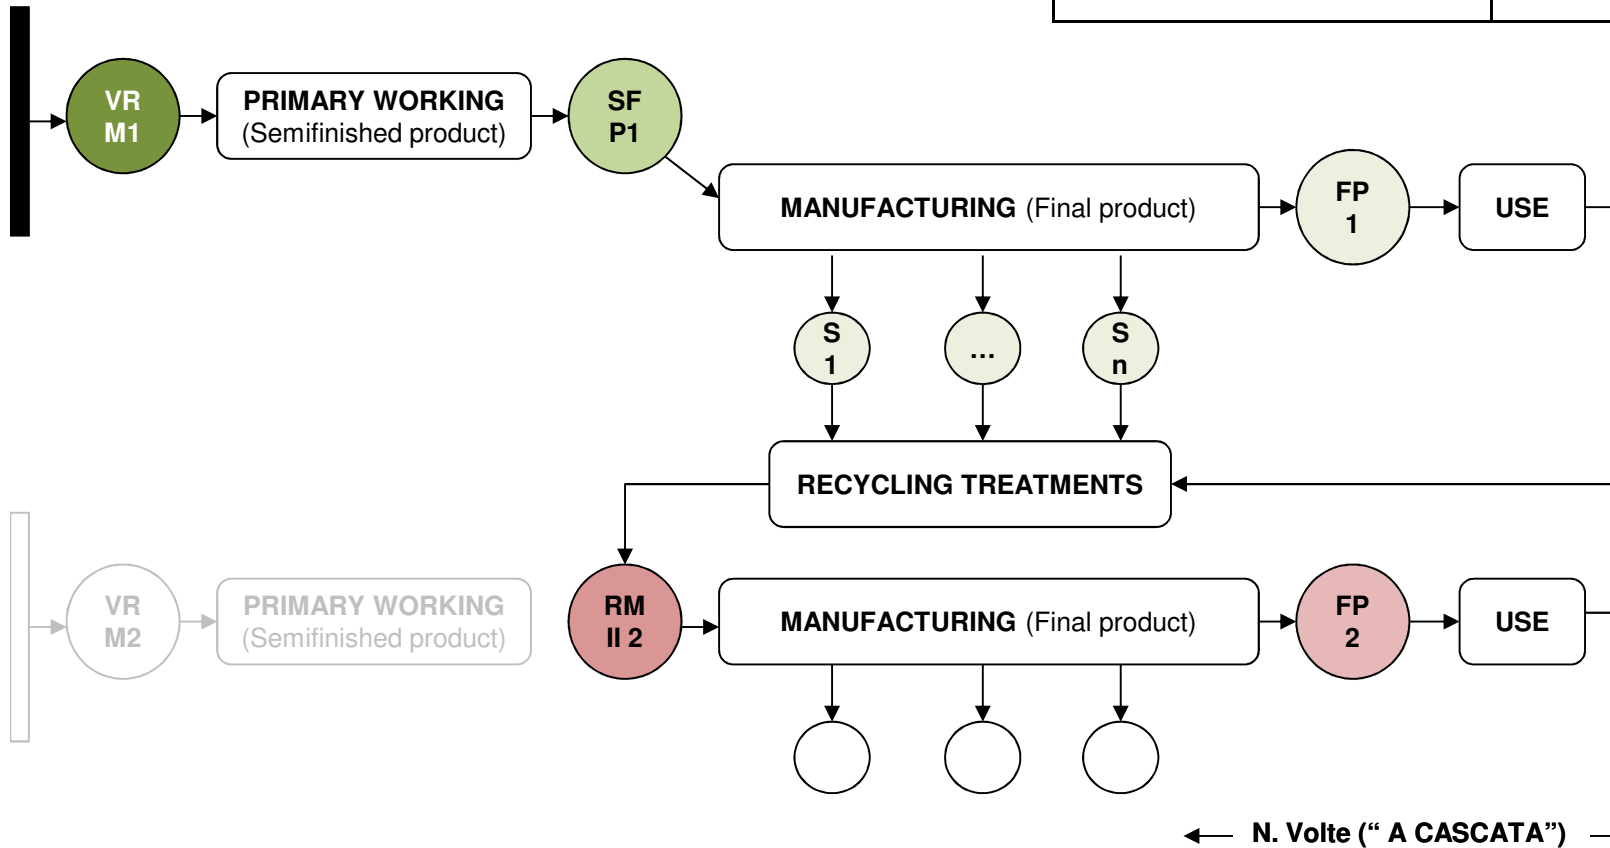 VR
M1
PRIMARY WORKING
(Semifinished product)
SF
P1
MANUFACTURING (Final product)
FP
1
USE
S
1
...
S
n
RECYCLING TREATMENTS
VR
M2
PRIMARY WORKING
(Semifinished product)
RM
II 2
MANUFACTURING (Final product)
FP
2
USE
N. Volte (“ A CASCATA”)